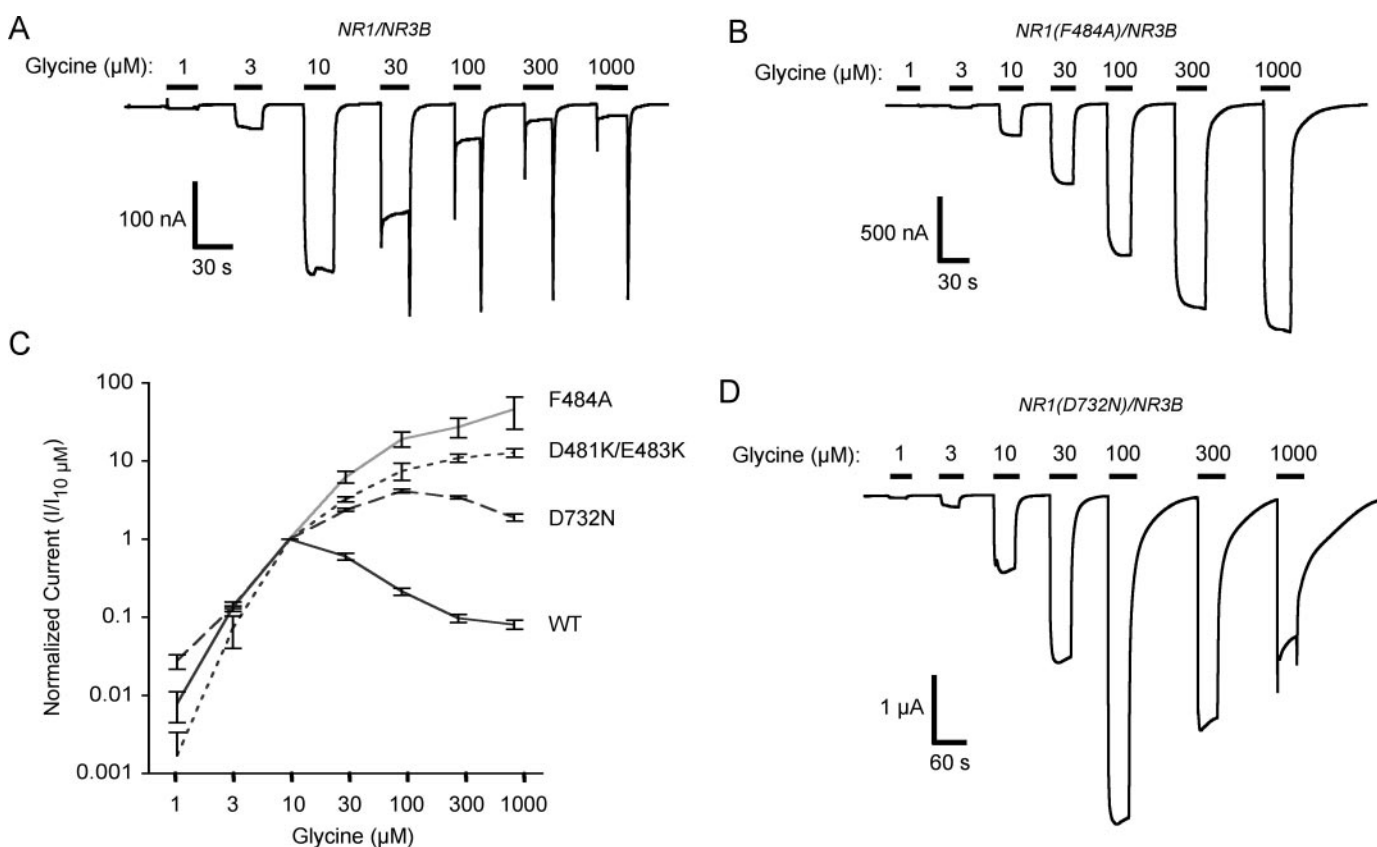 A
NR1/NR3B
Glycine (µM): 1 3 10 30 100 300 1000
100 nA
30 s
B
NR1(F484A)/NR3B
Glycine (µM): 1 3 10 30 100 300 1000
500 nA
30 s
C
Normalized Current (I/I10 µM)
100
10
1
0.1
0.01
0.001
F484A
D481K/E483K
D732N
WT
1 3 10 30 100 300 1000
Glycine (µM)
D
NR1(D732N)/NR3B
Glycine (µM): 1 3 10 30 100 300 1000
1 µA
60 s